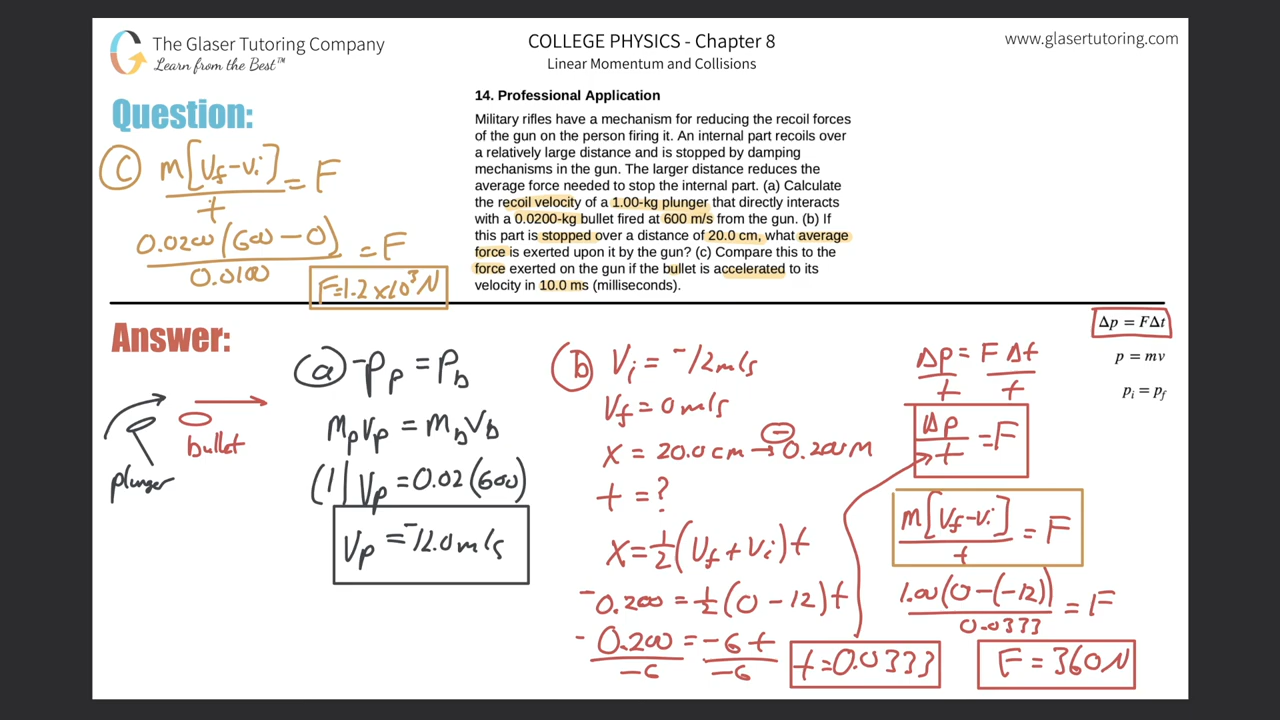 The Glaser Tutoring Company
Learn from the Best™
COLLEGE PHYSICS - Chapter 8
Linear Momentum and Collisions
www.glasertutoring.com
Question:
14. Professional Application
Military rifles have a mechanism for reducing the recoil forces
of the gun on the person firing it. An internal part recoils over
a relatively large distance and is stopped by damping
mechanisms in the gun. The larger distance reduces the
average force needed to stop the internal part. (a) Calculate
the recoil velocity of a 1.00-kg plunger that directly interacts
with a 0.0200-kg bullet fired at 600 m/s from the gun. (b) If
this part is stopped over a distance of 20.0 cm, what average
force is exerted upon it by the gun? (c) Compare this to the
force exerted on the gun if the bullet is accelerated to its
velocity in 10.0 ms (milliseconds).
(c) m[Vf-Vi]/t = F
0.0200(600-0)/0.0100 = F
F=1.2x10³N
Answer:
plunger
bullet
(a) -Pp = Pb
mpVp = mbVb
(1)Vp = 0.02(600)
Vp = -12.0m/s
(b) Vi = -12m/s
Vf = 0m/s
x = 20.0cm → 0.200m
-
t = ?
x = 1/2(Vf+Vi)t
-0.200 = 1/2(0-12)t
-0.200/-6 = -6t/-6
t=0.0333
Δp/t = FΔt/t
Δp/t = F
m[Vf-Vi]/t = F
1.00(0-(-12))/0.0333 = F
F = 360N
Δp = FΔt
p = mv
pi = pf